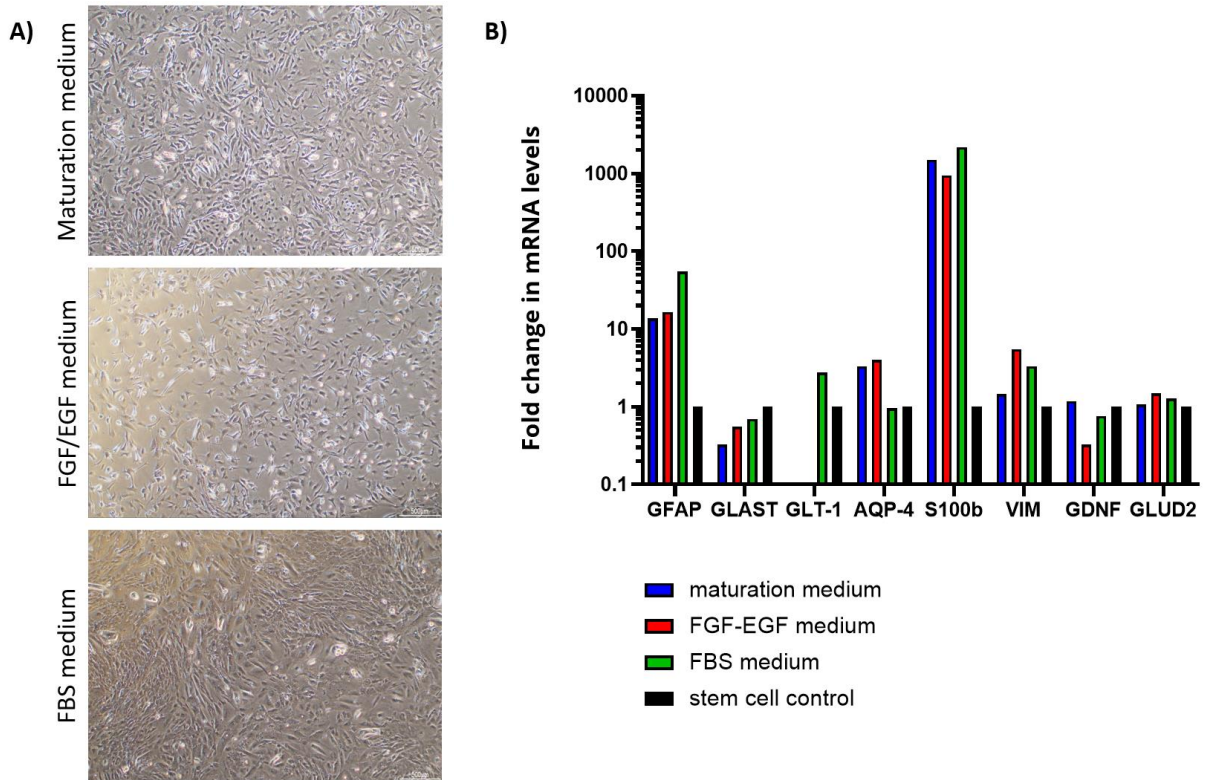 A)
Maturation medium
FGF/EGF medium
500µm
FBS medium
B)
Fold change in mRNA levels
10000
1000
100
10
1
0.1
GFAP GLAST GLT-1 AQP-4 S100b VIM GDNF GLUD2
maturation medium
FGF-EGF medium
FBS medium
stem cell control